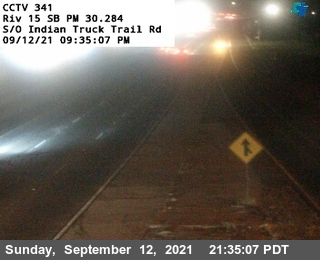 CCTV 341
Riv 15 SB PM 30.284
S/O Indian Truck Trail Rd
09/12/21 09:35:07 PM
Sunday, September 12, 2021 21:35:07 PDT